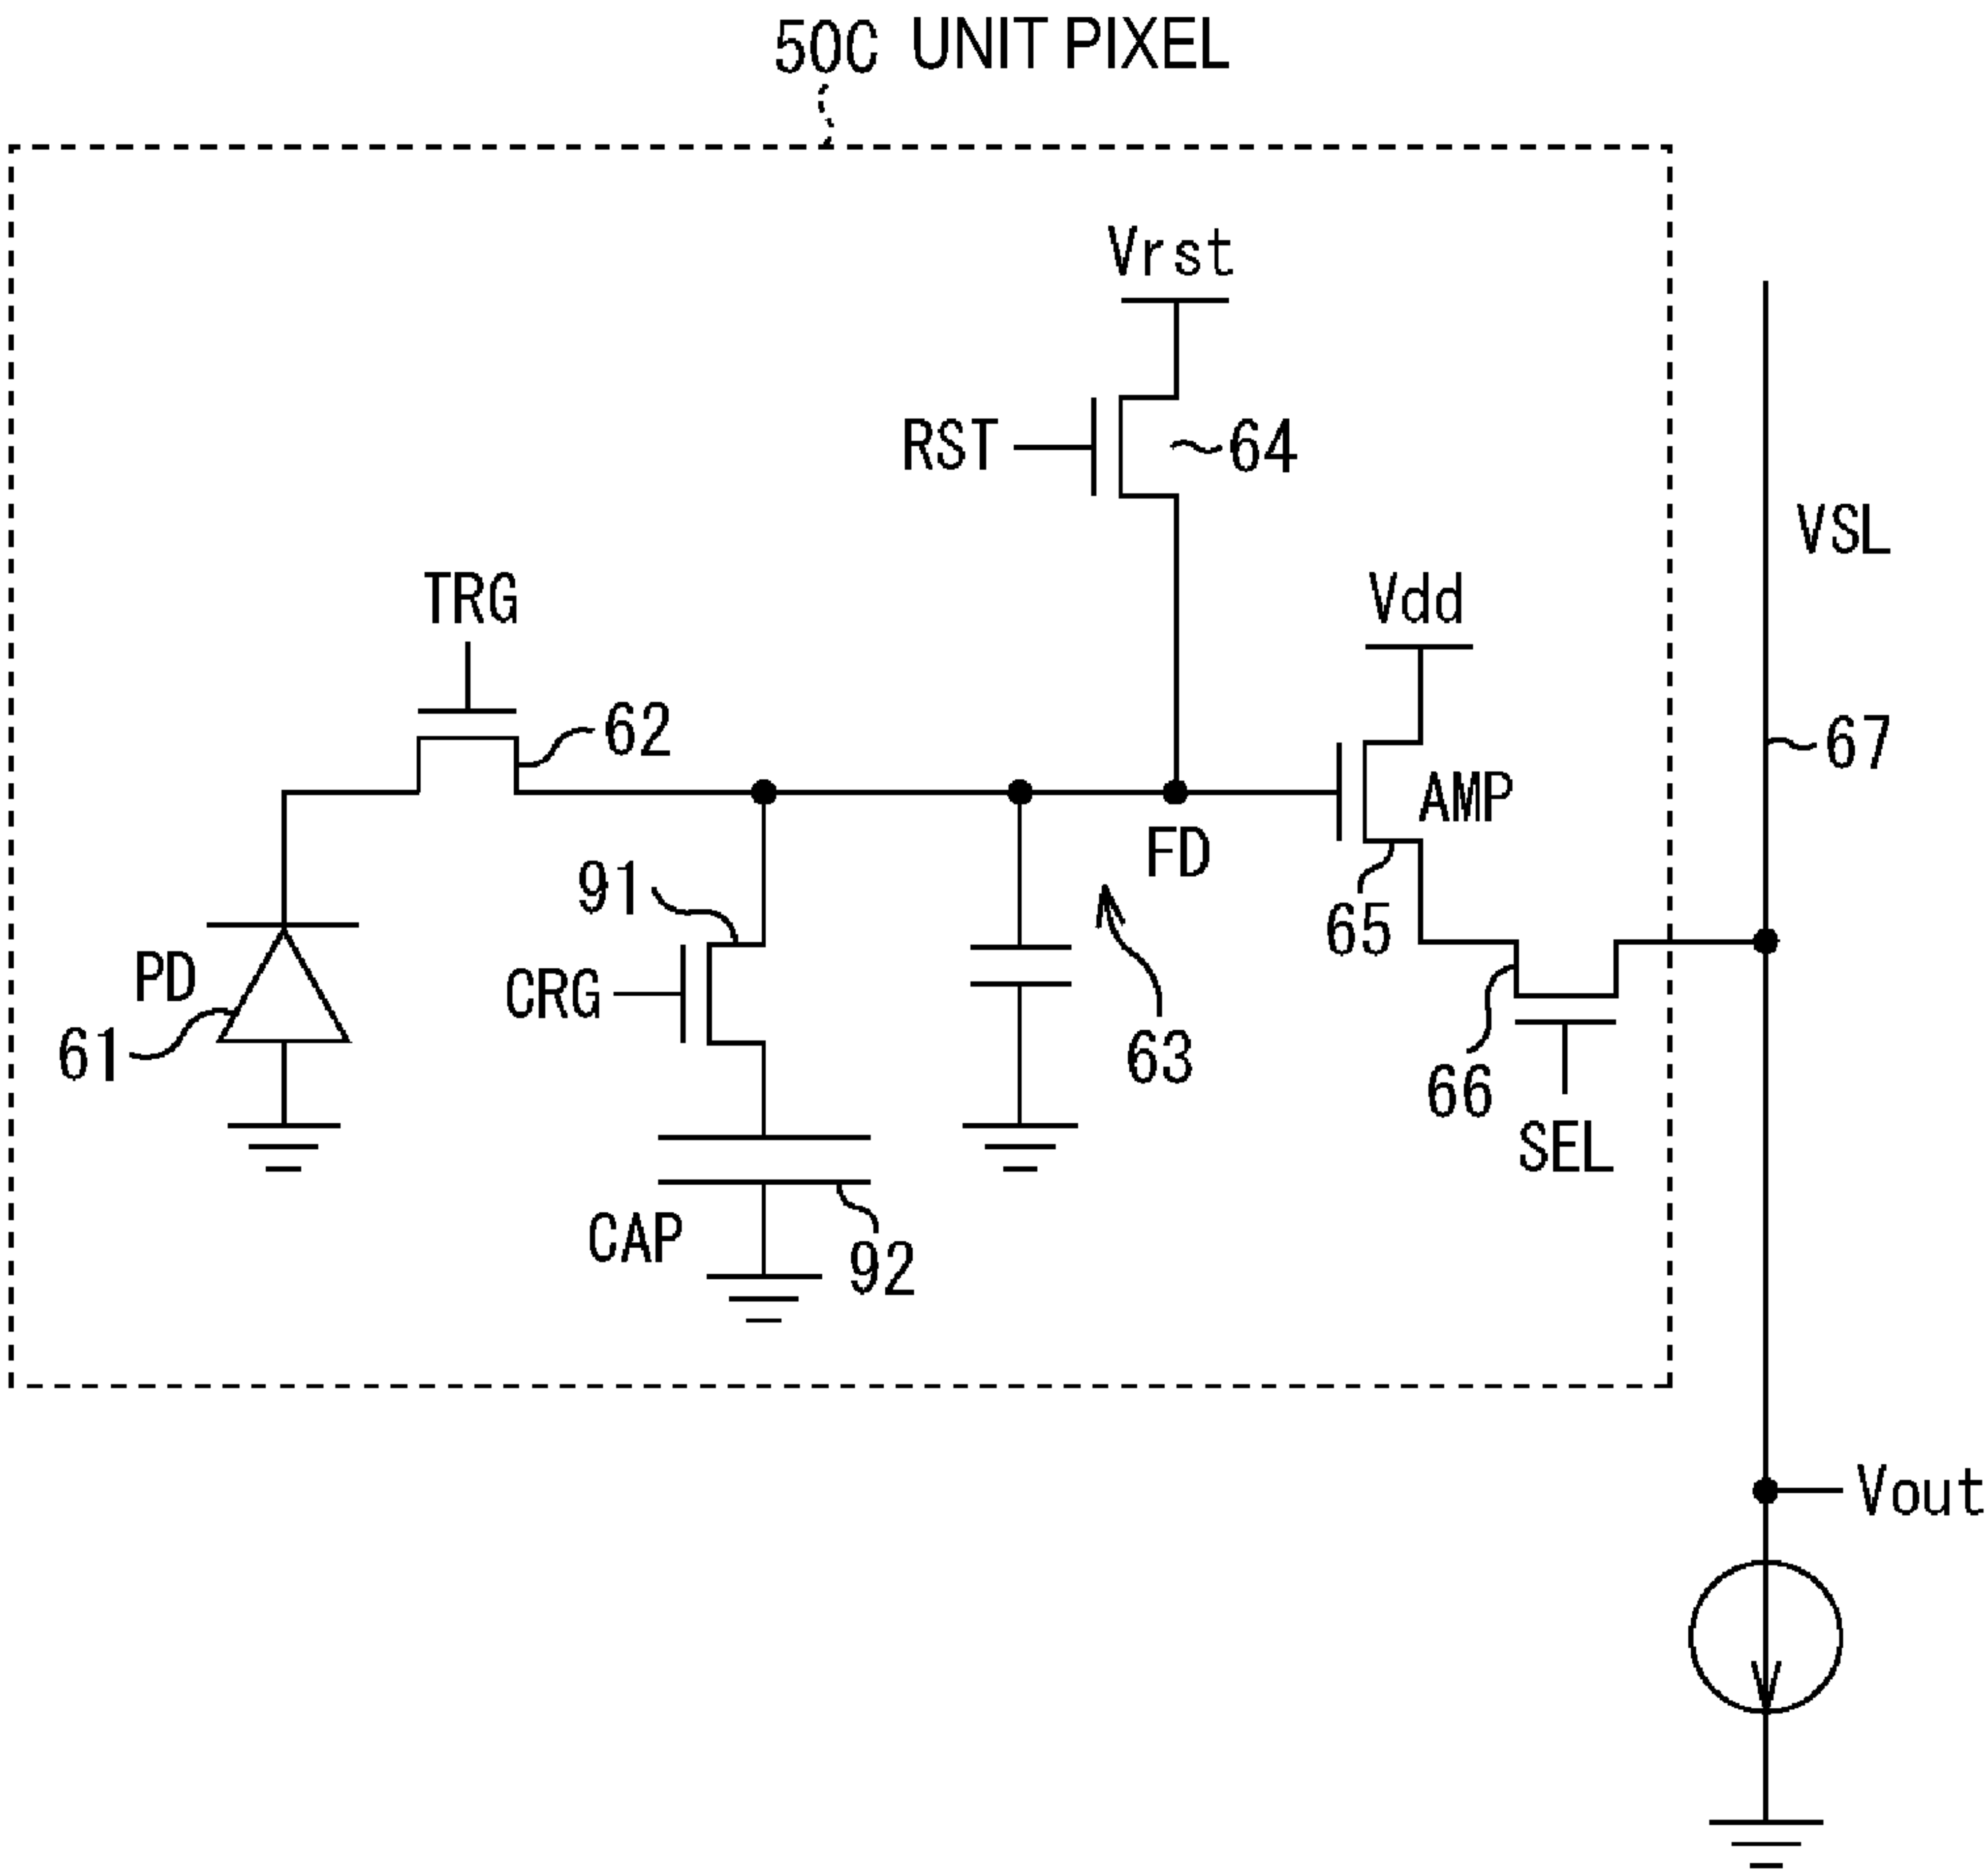 50C UNIT PIXEL
Vrst
RST
64
VSL
TRG
Vdd
62
67
AMP
FD
91
65
PD
CRG
61
63
66
SEL
CAP
92
Vout